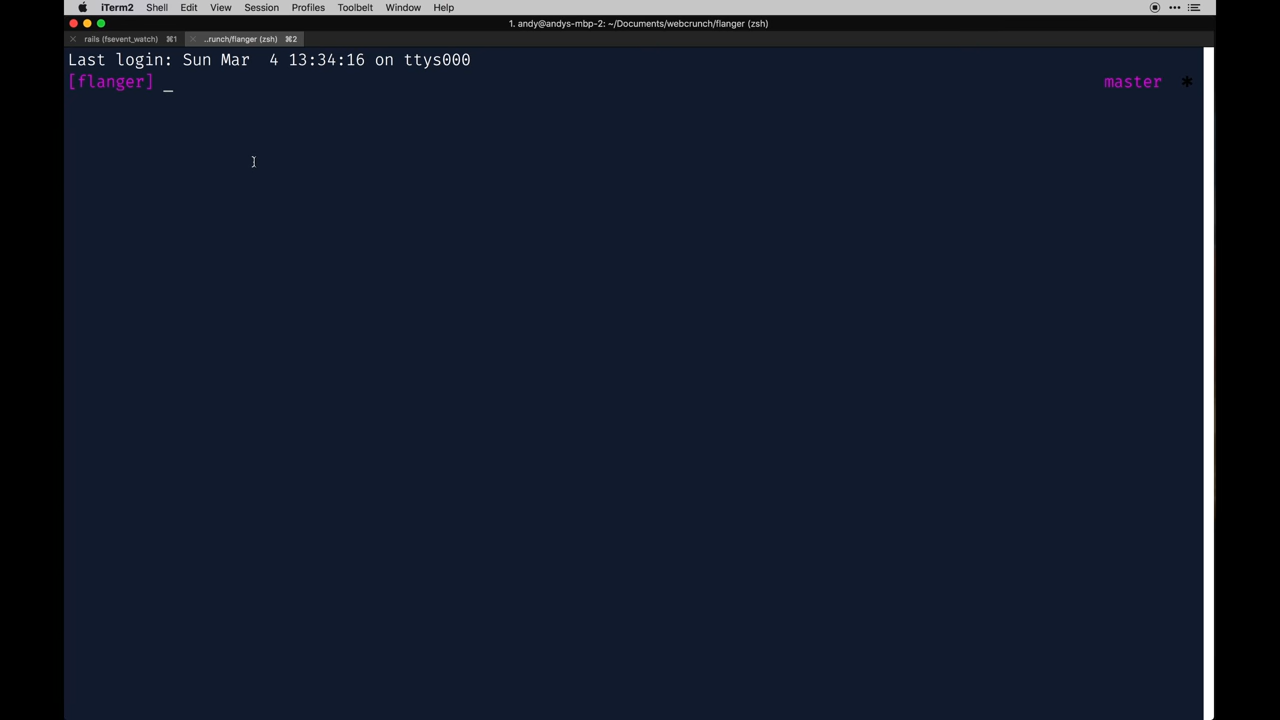 iTerm2 Shell Edit View Session Profiles Toolbelt Window Help
1. andy@andys-mbp-2: ~/Documents/webcrunch/flanger (zsh)
rails (fsevent_watch) ⌘1 ..runch/flanger (zsh) ⌘2
Last login: Sun Mar  4 13:34:16 on ttys000
[flanger] _ master *